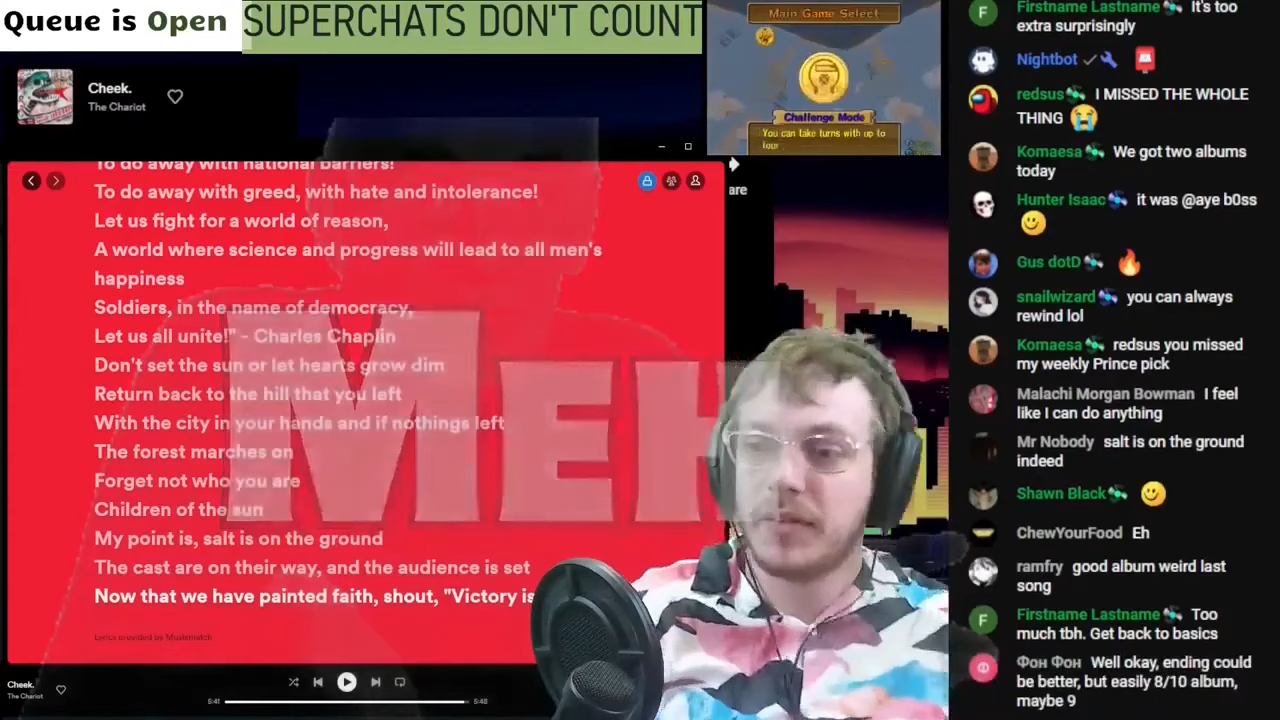 Queue is Open
SUPERCHATS DON'T COUNT
Cheek.
The Chariot
Main Game Select
Challenge Mode
You can take turns with up to
four
are
To do away with national barriers!
To do away with greed, with hate and intolerance!
Let us fight for a world of reason,
A world where science and progress will lead to all men's
happiness
Soldiers, in the name of democracy,
Let us all unite!" - Charles Chaplin
Don't set the sun or let hearts grow dim
Return back to the hill that you left
With the city in your hands and if nothings left
The forest marches on
Forget not who you are
Children of the sun
My point is, salt is on the ground
The cast are on their way, and the audience is set
Now that we have painted faith, shout, "Victory is
Lyrics provided by Musixmatch
MEH
Cheek.
The Chariot
5:41
5:48
Firstname Lastname It's too
extra surprisingly
Nightbot
redsus I MISSED THE WHOLE
THING
Komaesa We got two albums
today
Hunter Isaac it was @aye b0ss
Gus dotD
snailwizard you can always
rewind lol
Komaesa redsus you missed
my weekly Prince pick
Malachi Morgan Bowman I feel
like I can do anything
Mr Nobody salt is on the ground
indeed
Shawn Black
ChewYourFood Eh
ramfry good album weird last
song
Firstname Lastname Too
much tbh. Get back to basics
Фон Фон Well okay, ending could
be better, but easily 8/10 album,
maybe 9